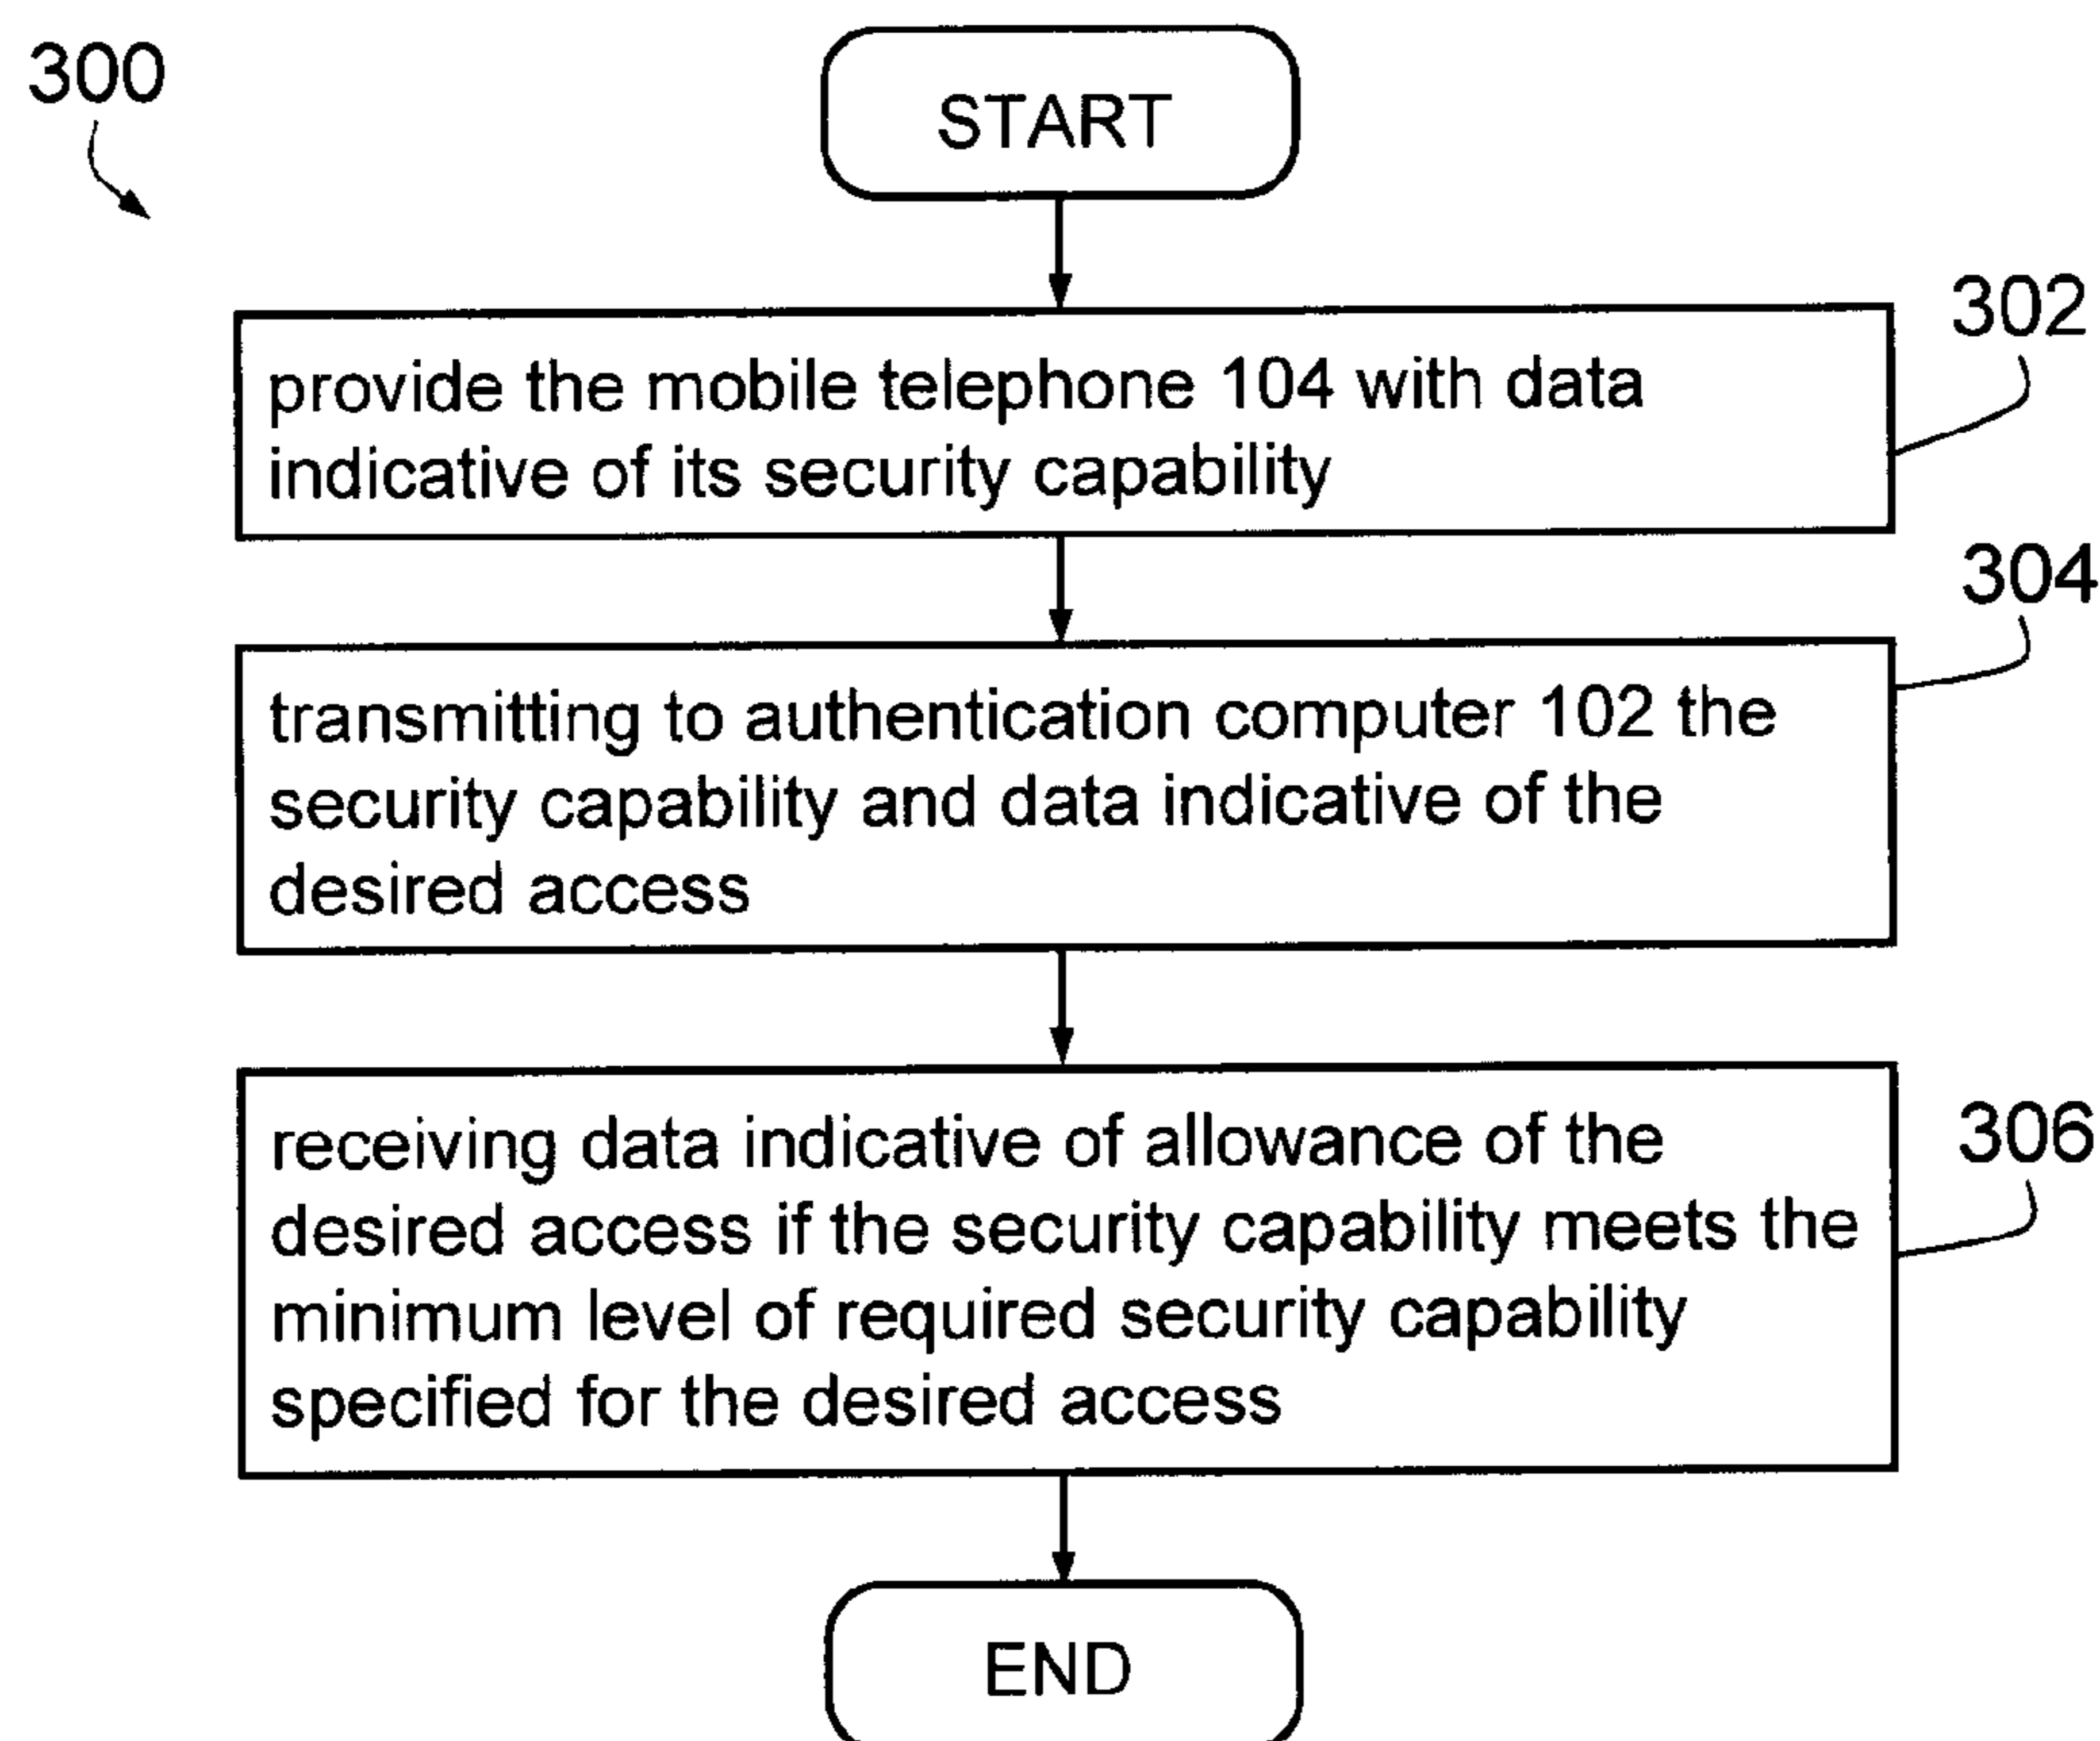 300
START
302
provide the mobile telephone 104 with data
indicative of its security capability
304
transmitting to authentication computer 102 the
security capability and data indicative of the
desired access
306
receiving data indicative of allowance of the
desired access if the security capability meets the
minimum level of required security capability
specified for the desired access
END